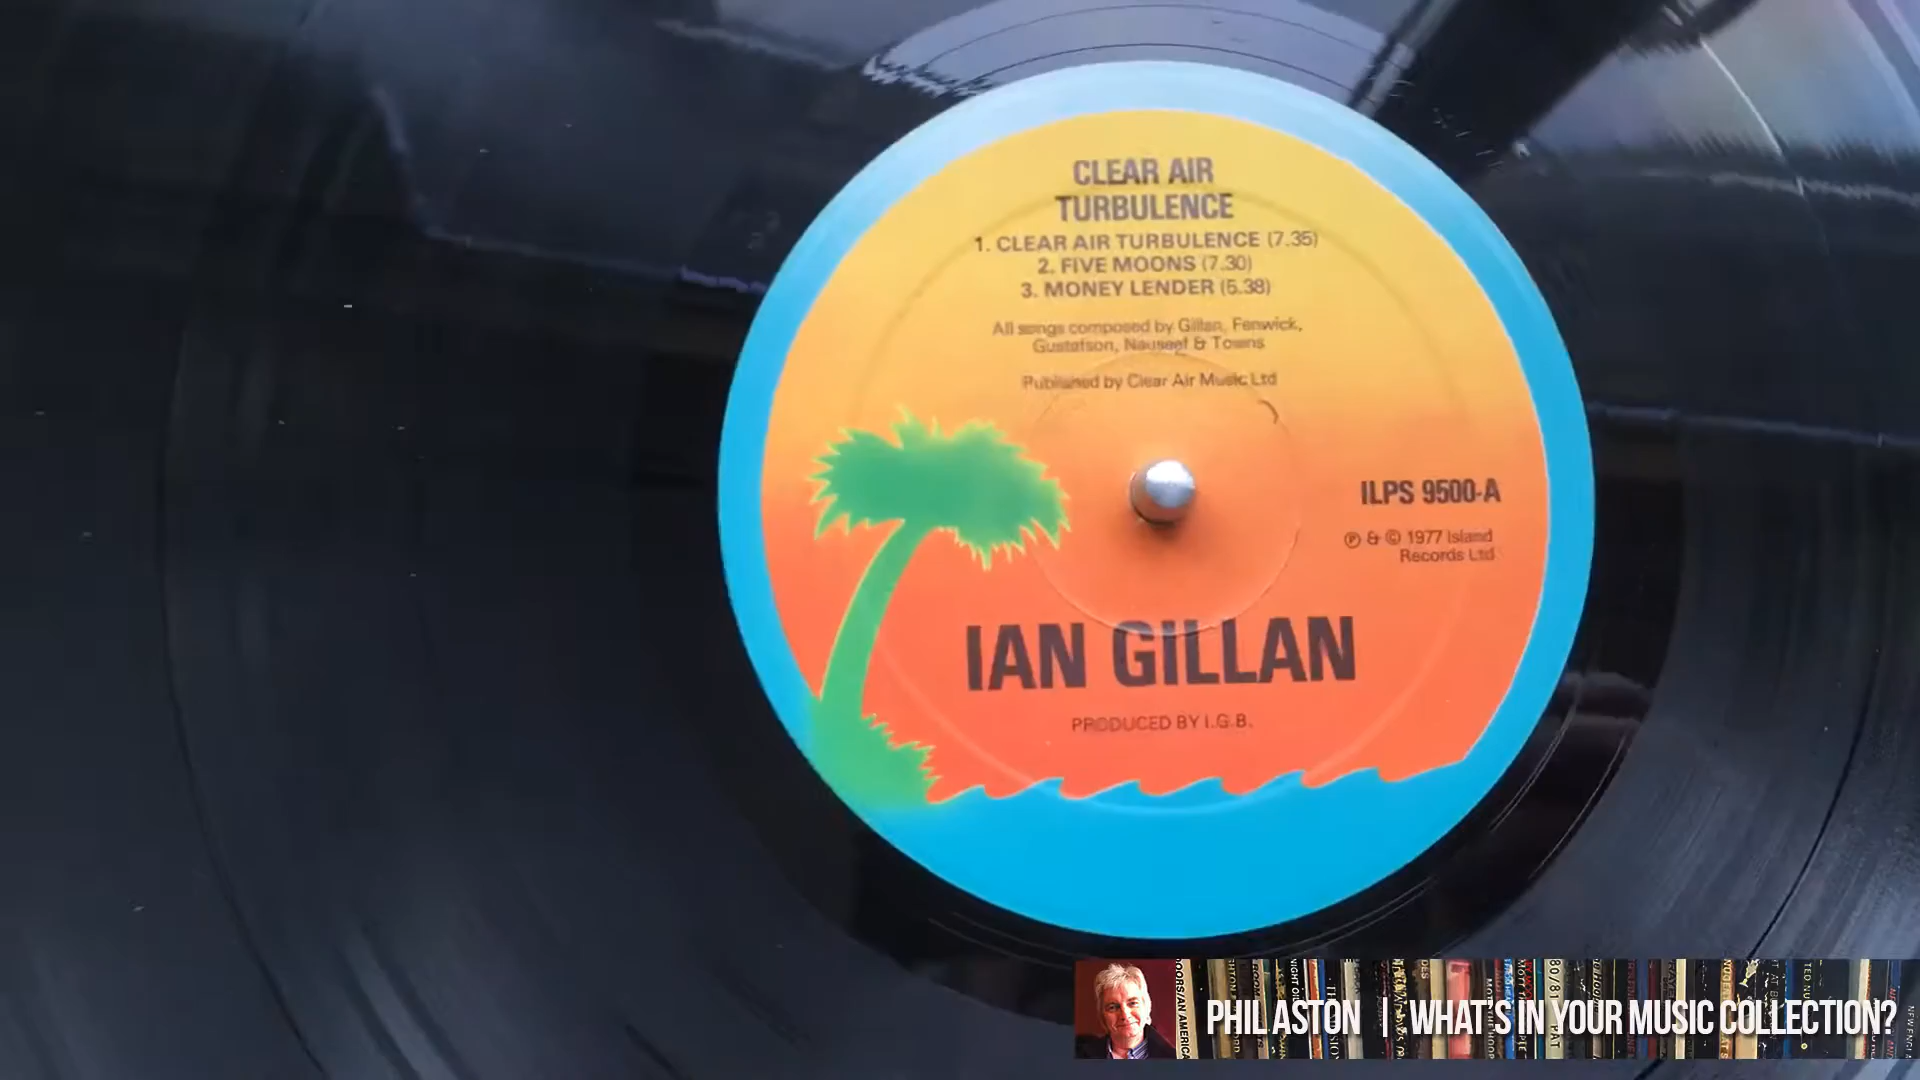 CLEAR AIR
TURBULENCE
1. CLEAR AIR TURBULENCE (7.35)
2. FIVE MOONS (7.30)
3. MONEY LENDER (5.38)
All songs composed by Gillan, Fenwick,
Gustafson, Nauseef & Towns
Published by Clear Air Music Ltd
ILPS 9500-A
Ⓟ & © 1977 Island
Records Ltd
IAN GILLAN
PRODUCED BY I.G.B.
PHIL ASTON | WHAT'S IN YOUR MUSIC COLLECTION?